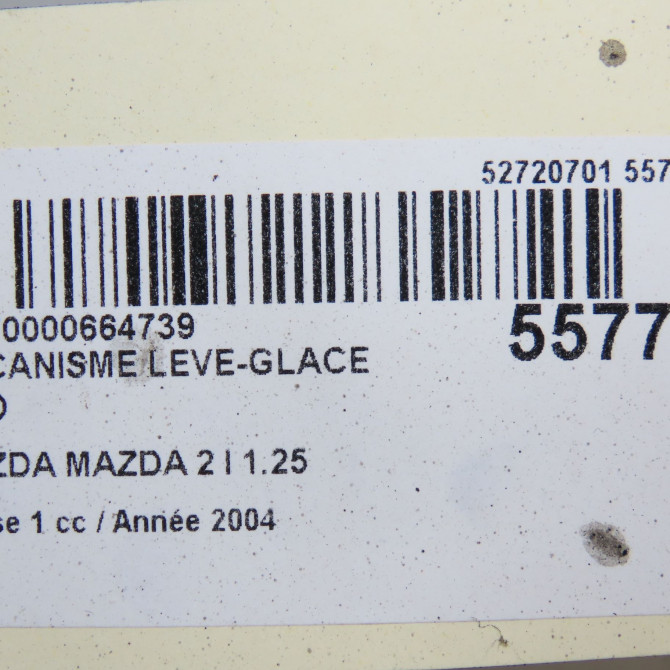 52720701 557
0000664739
5577
CANISME LEVE-GLACE
D
ZDA MAZDA 2 I 1.25
se 1 cc / Année 2004